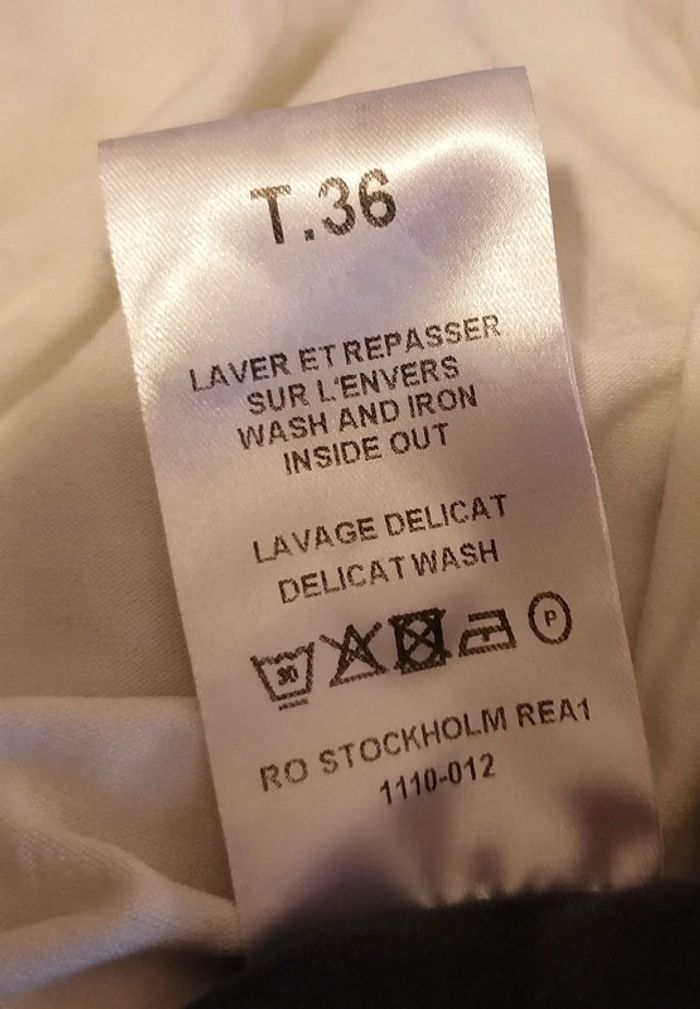 T.36
LAVER ET REPASSER
SUR L'ENVERS
WASH AND IRON
INSIDE OUT
LAVAGE DELICAT
DELICAT WASH
30 P
RO STOCKHOLM REA1
1110-012